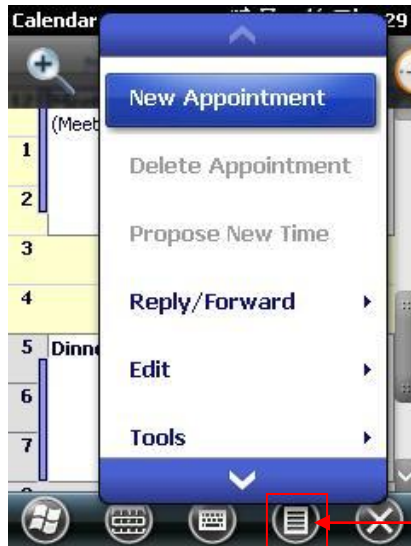 Calendar
29
New Appointment
(Meet
1
Delete Appointment
2
Propose New Time
3
4
Reply/Forward
5 Dinne
Edit
6
7
Tools